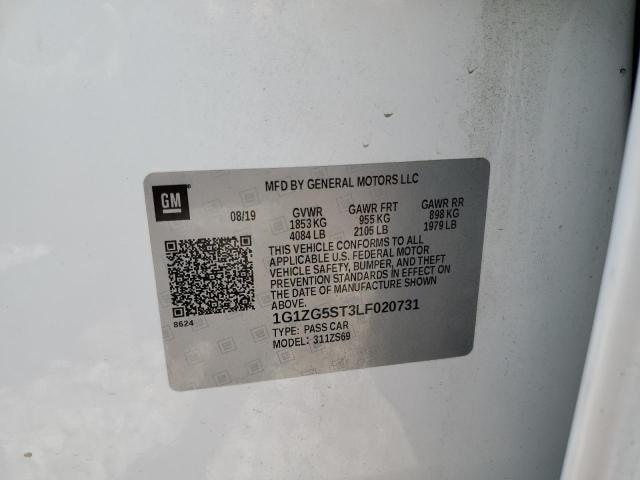 GM
MFD BY GENERAL MOTORS LLC
08/19 GVWR GAWR FRT GAWR RR
1853 KG 955 KG 898 KG
4084 LB 2105 LB 1979 LB
THIS VEHICLE CONFORMS TO ALL
APPLICABLE U.S. FEDERAL MOTOR
VEHICLE SAFETY, BUMPER, AND THEFT
PREVENTION STANDARDS IN EFFECT ON
THE DATE OF MANUFACTURE SHOWN
ABOVE.
8624
1G1ZG5ST3LF020731
TYPE: PASS CAR
MODEL: 311ZS69